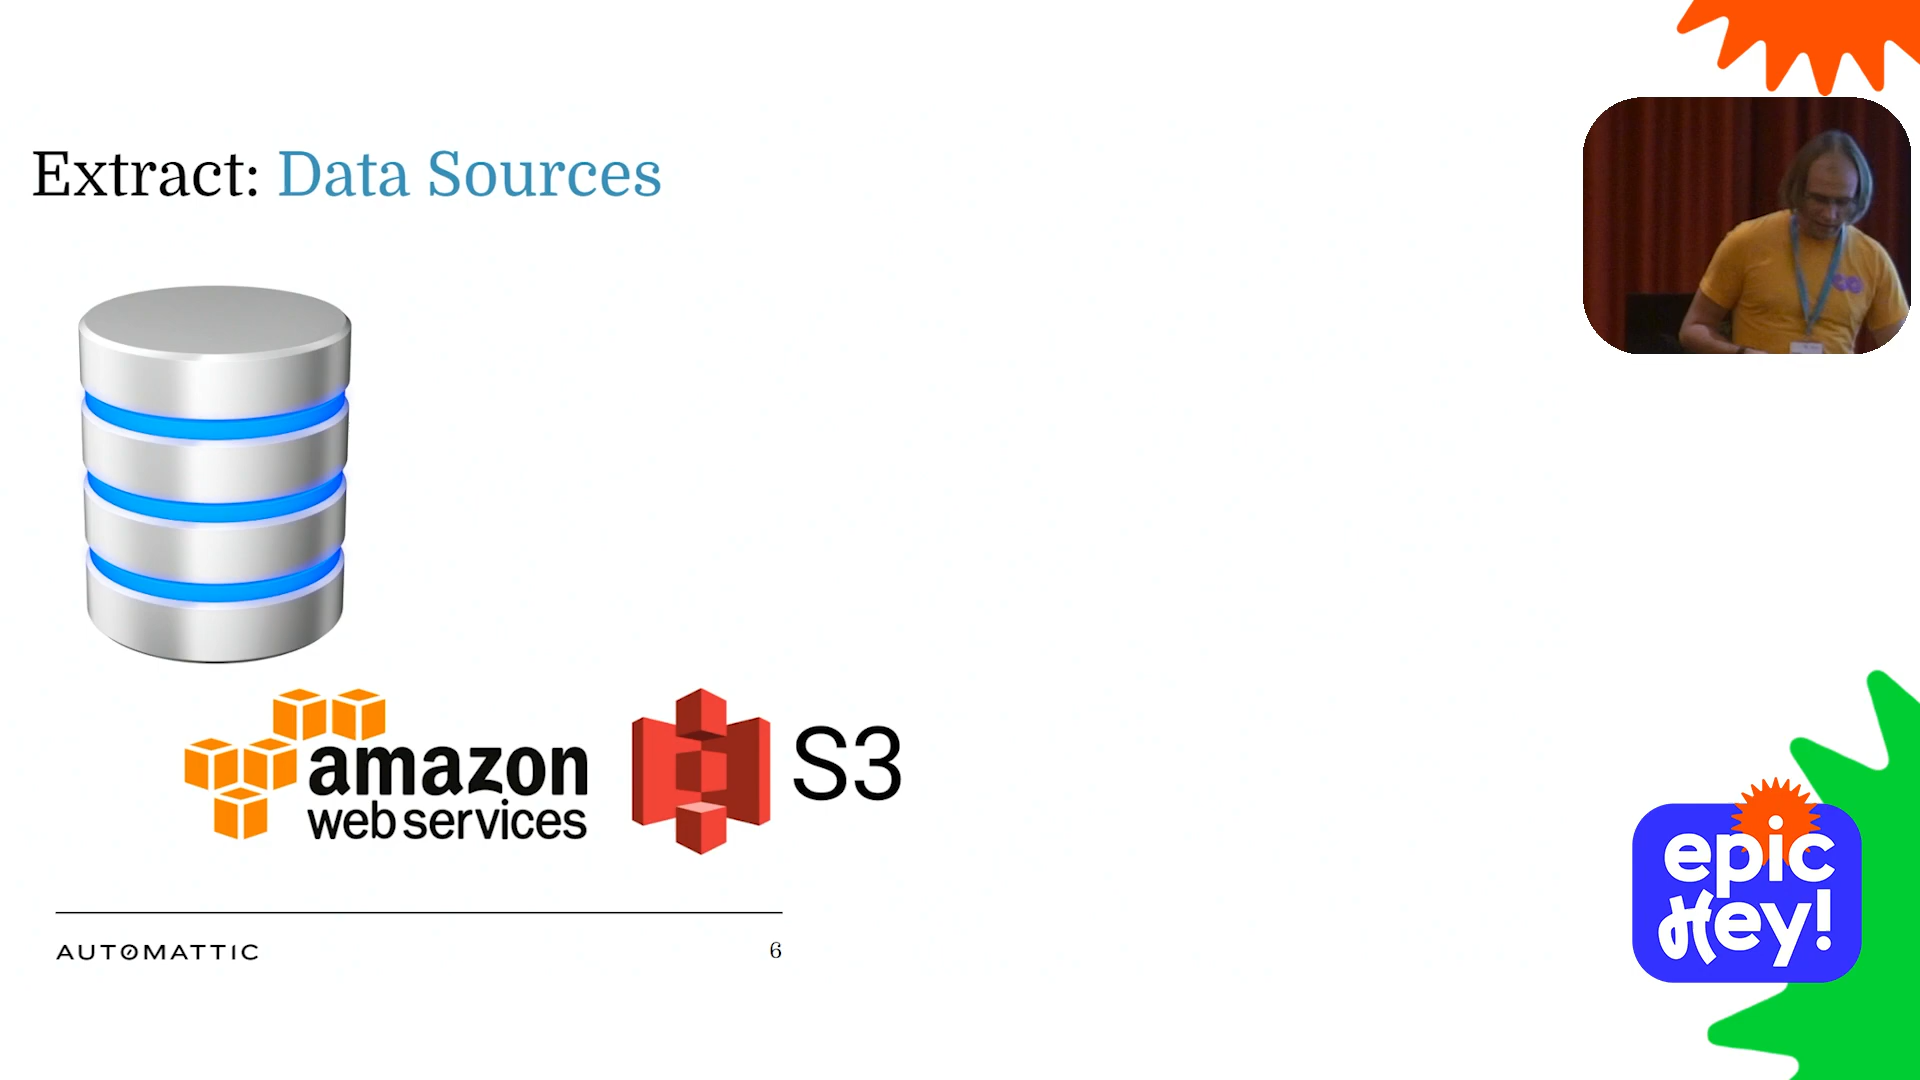 Extract: Data Sources
amazon
web services
S3
AUTOMATTIC
6
epic
Hey!